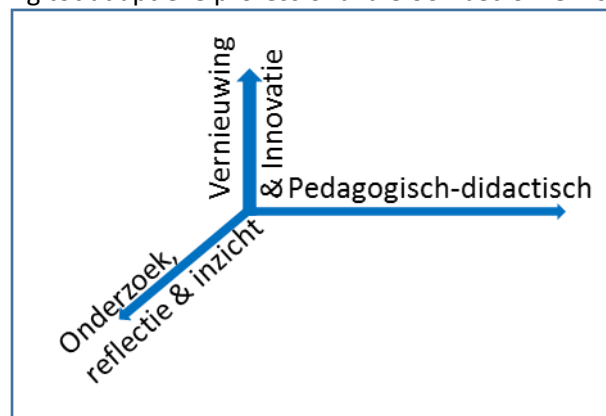 Vernieuwing
& Innovatie
Pedagogisch-didactisch
Onderzoek,
reflectie & inzicht